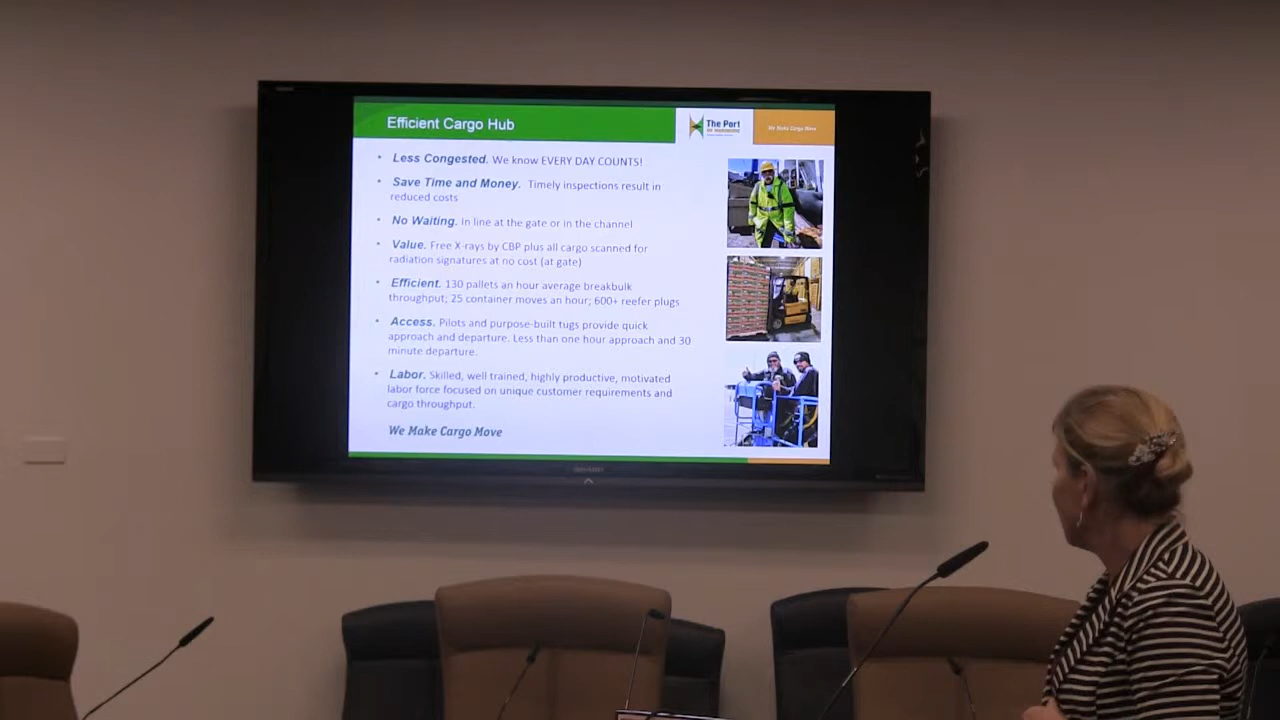 Efficient Cargo Hub
The Port
We Make Cargo Move
• Less Congested. We know EVERY DAY COUNTS!
• Save Time and Money. Timely inspections result in
reduced costs
• No Waiting. In line at the gate or in the channel
• Value. Free X-rays by CBP plus all cargo scanned for
radiation signatures at no cost (at gate)
• Efficient. 130 pallets an hour average breakbulk
throughput; 25 container moves an hour; 600+ reefer plugs
• Access. Pilots and purpose-built tugs provide quick
approach and departure. Less than one hour approach and 30
minute departure.
• Labor. Skilled, well trained, highly productive, motivated
labor force focused on unique customer requirements and
cargo throughput.
We Make Cargo Move